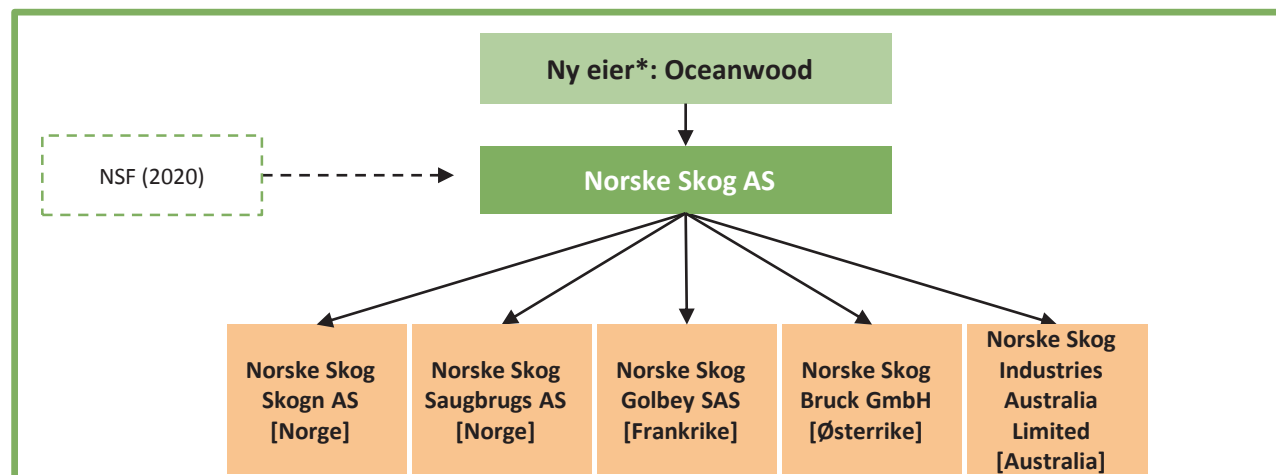 Ny eier*: Oceanwood
NSF (2020)
Norske Skog AS
Norske Skog
Skogn AS
[Norge]
Norske Skog
Saugbrugs AS
[Norge]
Norske Skog
Golbey SAS
[Frankrike]
Norske Skog
Bruck GmbH
[Østerrike]
Norske Skog
Industries
Australia
Limited
[Australia]